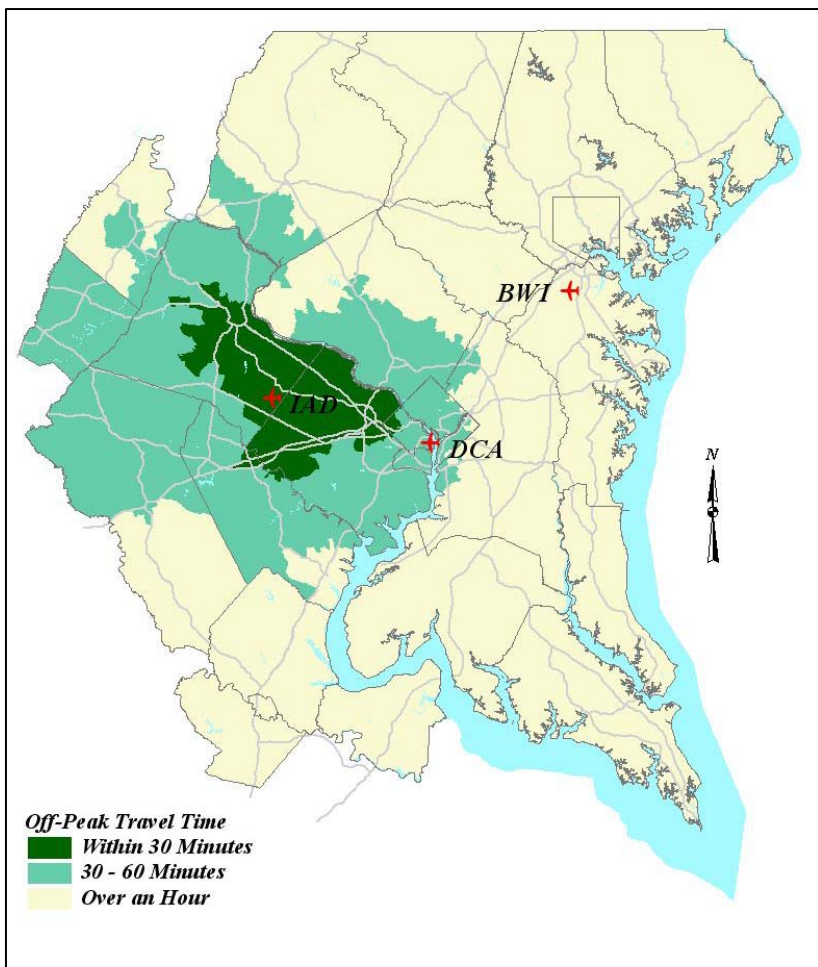 BWI
IAD
DCA
N
Off-Peak Travel Time
Within 30 Minutes
30 - 60 Minutes
Over an Hour